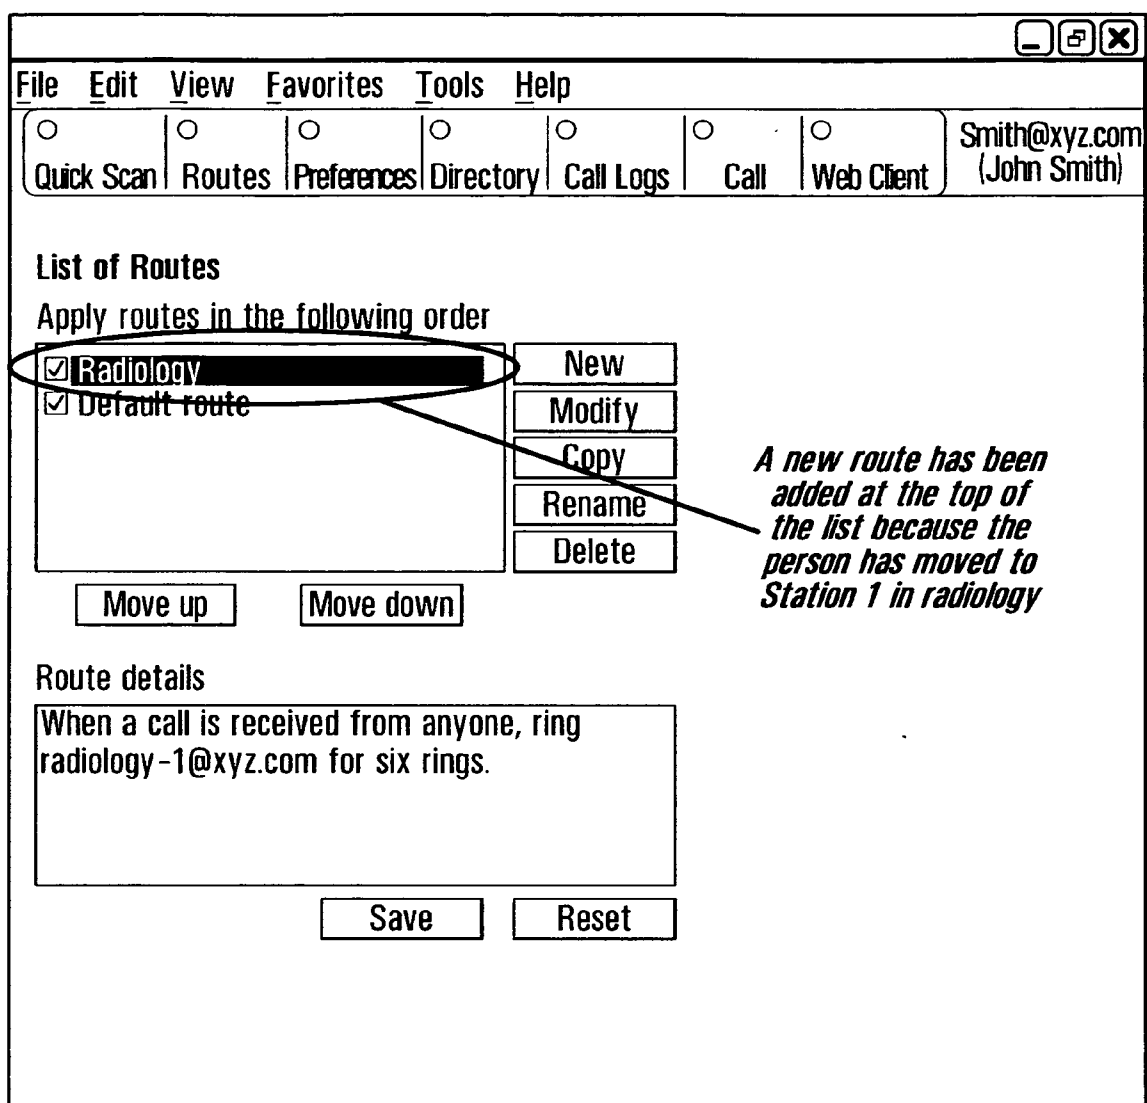 File Edit View Favorites Tools Help
Quick Scan Routes Preferences Directory Call Logs Call Web Client
Smith@xyz.com
(John Smith)
List of Routes
Apply routes in the following order
Radiology
Default route
New
Modify
Copy
Rename
Delete
Move up Move down
A new route has been
added at the top of
the list because the
person has moved to
Station 1 in radiology
Route details
When a call is received from anyone, ring
radiology-1@xyz.com for six rings.
Save Reset